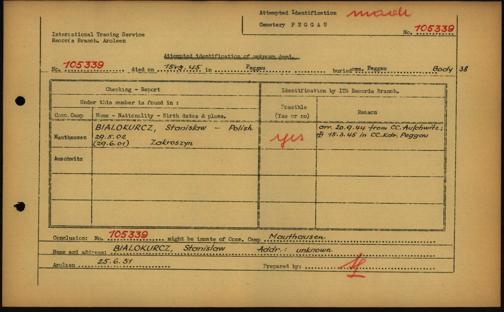 Attempted Identification made
Cemetery PEGGAU
No. 105339
International Tracing Service
Records Branch, Arolsen
Attempted identification of unknown dead.
No. 105339 died on 15.3.45 in Peggau buried cem. Peggau Body 38
Checking - Report
Identification by ITS Records Branch.
Under this number is found in :
Feasible
(Yes or no)
Reason
Conc. Camp
Name - Nationality - Birth dates & place.
Mauthausen
BIALOKURCZ, Stanislaw - Polish
29.5.02
(29.6.01) Zakroszyn
yes
arr. 20.9.44 from CC. Auschwitz;
15.3.45 in CC. Kdr. Peggau
Auschwitz
Conclusion: No. 105339 might be inmate of Conc. Camp Mauthausen
Name and address: BIALOKURCZ, Stanislaw Addr.: unknown
Arolsen 25.6.51 Prepared by: